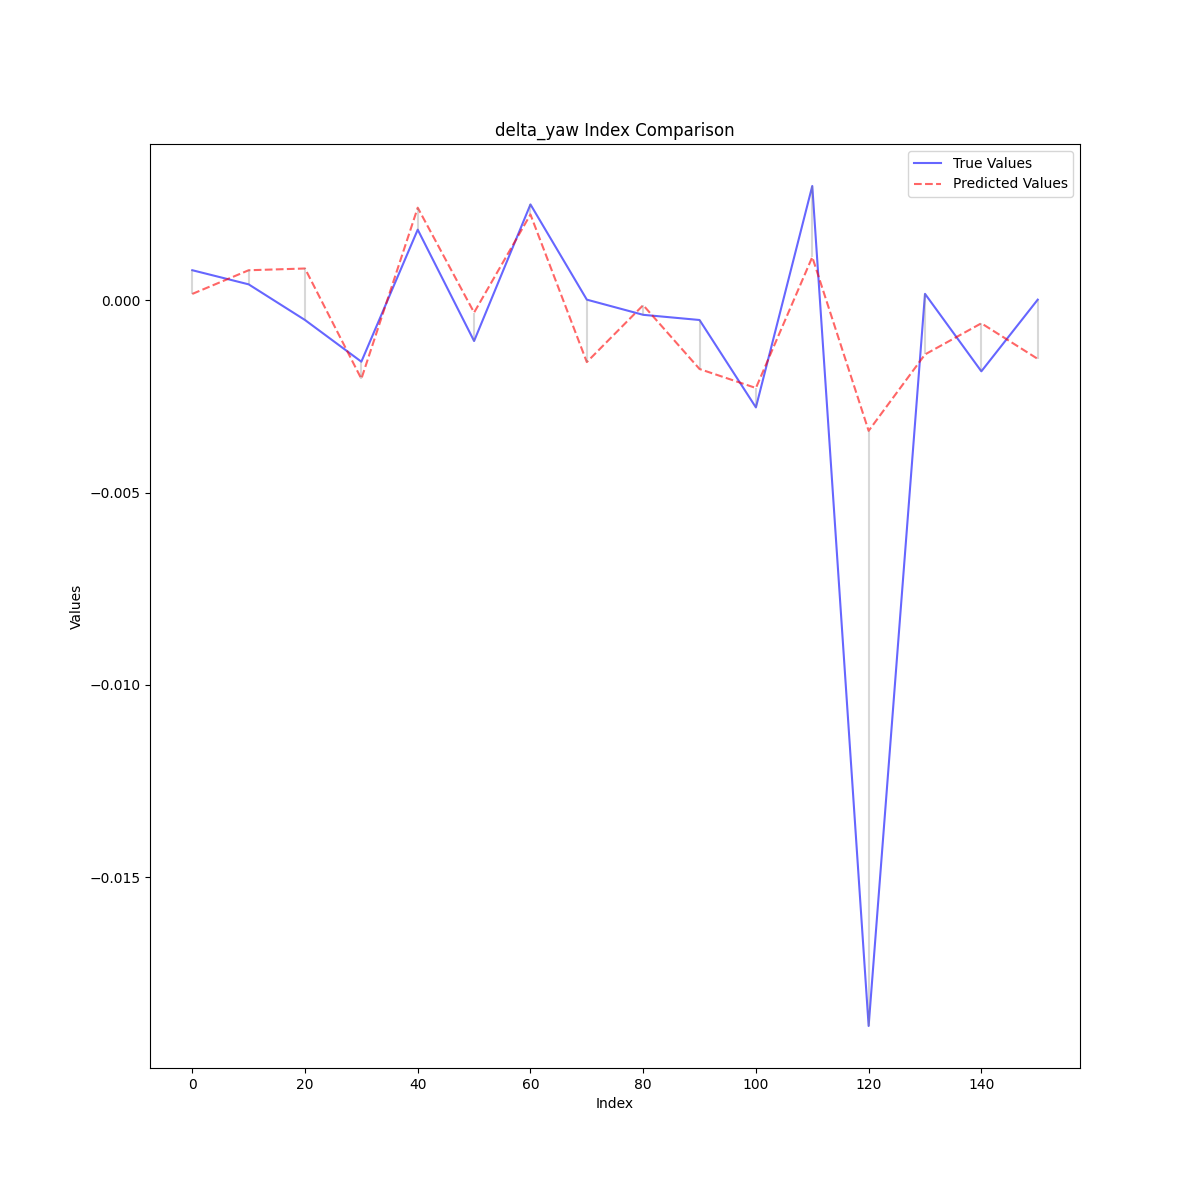 delta_yaw Index Comparison
True Values
Predicted Values
0.000
−0.005
−0.010
−0.015
Values
0 20 40 60 80 100 120 140
Index